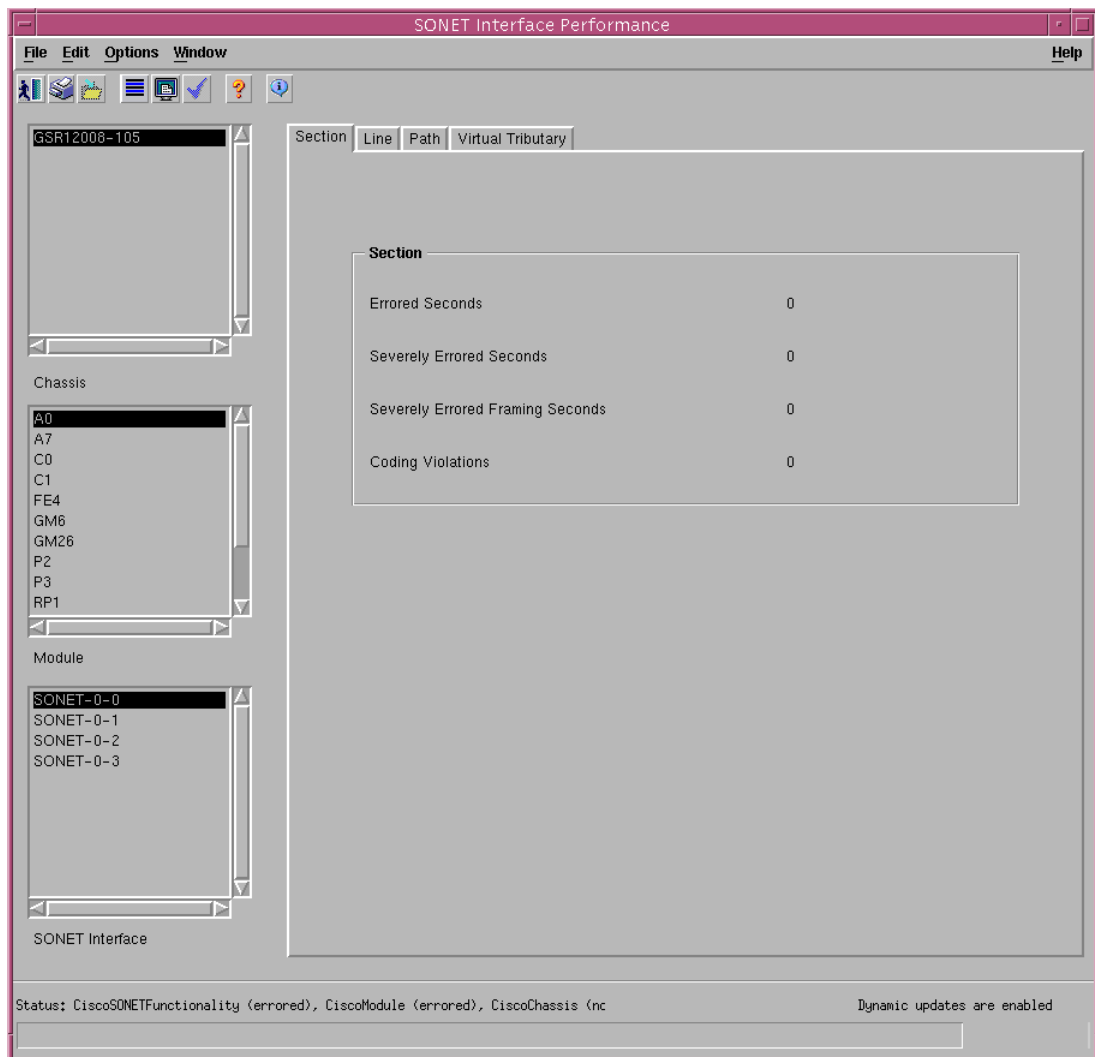 SONET Interface Performance
File Edit Options Window Help
GSR12008-105
Chassis
A0
A7
C0
C1
FE4
GM6
GM26
P2
P3
RP1
Module
SONET-0-0
SONET-0-1
SONET-0-2
SONET-0-3
SONET Interface
Section Line Path Virtual Tributary
Section
Errored Seconds 0
Severely Errored Seconds 0
Severely Errored Framing Seconds 0
Coding Violations 0
Status: CiscoSONETFunctionality (errored), CiscoModule (errored), CiscoChassis (nc
Dynamic updates are enabled